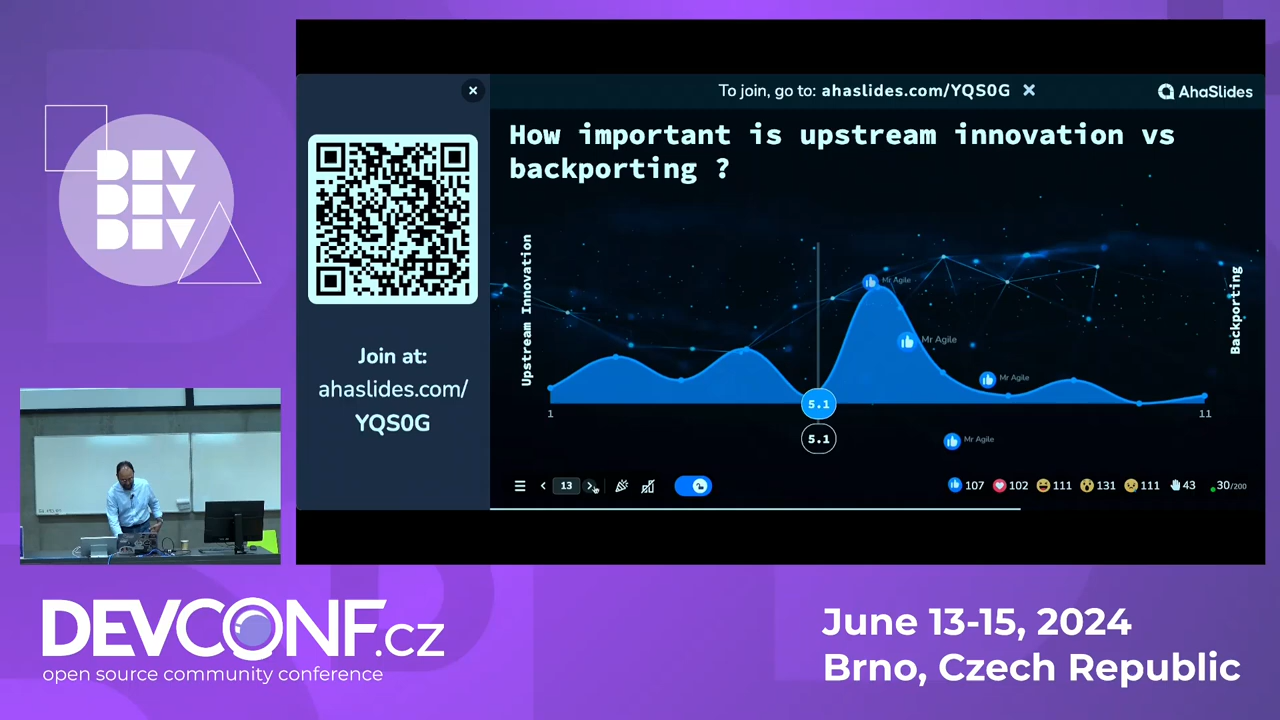 DEV
DEV
DEV
To join, go to: ahaslides.com/YQS0G
AhaSlides
How important is upstream innovation vs
backporting ?
Join at:
ahaslides.com/
YQS0G
Upstream Innovation
Backporting
Mr Agile
Mr Agile
Mr Agile
Mr Agile
1
5.1
11
5.1
13
107 102 111 131 111 43 30/200
DEVCONF.cz
open source community conference
June 13-15, 2024
Brno, Czech Republic